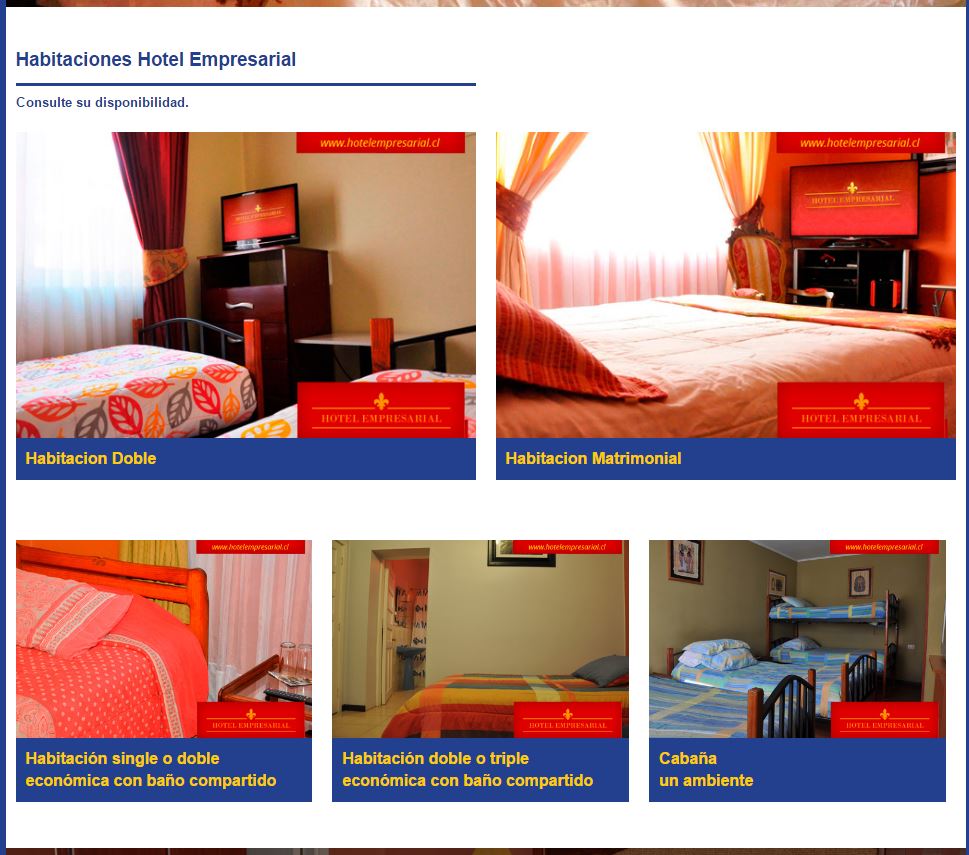 Habitaciones Hotel Empresarial
Consulte su disponibilidad.
www.hotelempresarial.cl
HOTEL EMPRESARIAL
HOTEL EMPRESARIAL
Habitacion Doble
www.hotelempresarial.cl
HOTEL EMPRESARIAL
HOTEL EMPRESARIAL
Habitacion Matrimonial
www.hotelempresarial.cl
HOTEL EMPRESARIAL
Habitación single o doble
económica con baño compartido
www.hotelempresarial.cl
HOTEL EMPRESARIAL
Habitación doble o triple
económica con baño compartido
www.hotelempresarial.cl
HOTEL EMPRESARIAL
Cabaña
un ambiente